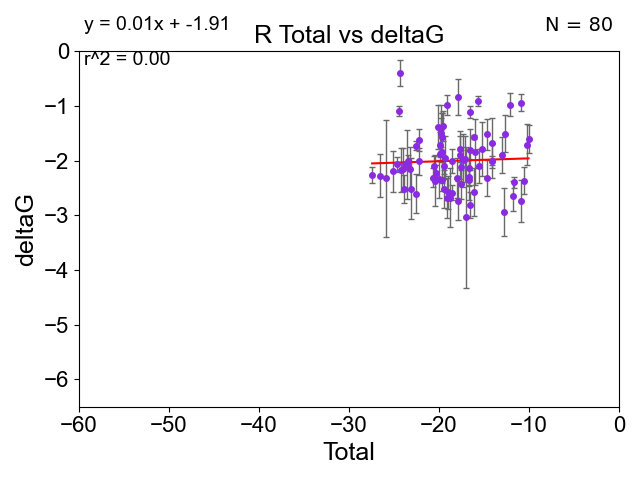 y = 0.01x + -1.91
R Total vs deltaG
N = 80
r^2 = 0.00
0
−1
−2
−3
−4
−5
−6
deltaG
−60
−50
−40
−30
−20
−10
0
Total